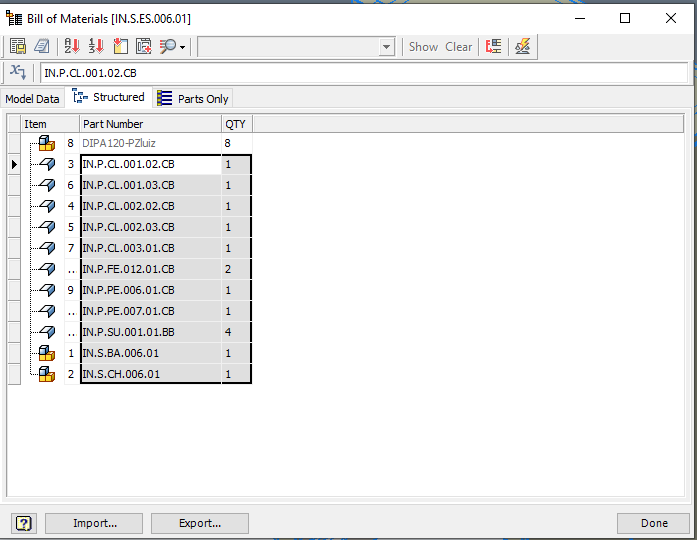 Bill of Materials [IN.S.ES.006.01]
Show Clear
IN.P.CL.001.02.CB
Model Data Structured Parts Only
Item Part Number QTY
8 DIPA120-PZluiz 8
3 IN.P.CL.001.02.CB 1
6 IN.P.CL.001.03.CB 1
4 IN.P.CL.002.02.CB 1
5 IN.P.CL.002.03.CB 1
7 IN.P.CL.003.01.CB 1
... IN.P.FE.012.01.CB 2
9 IN.P.PE.006.01.CB 1
... IN.P.PE.007.01.CB 1
... IN.P.SU.001.01.BB 4
1 IN.S.BA.006.01 1
2 IN.S.CH.006.01 1
Import... Export... Done